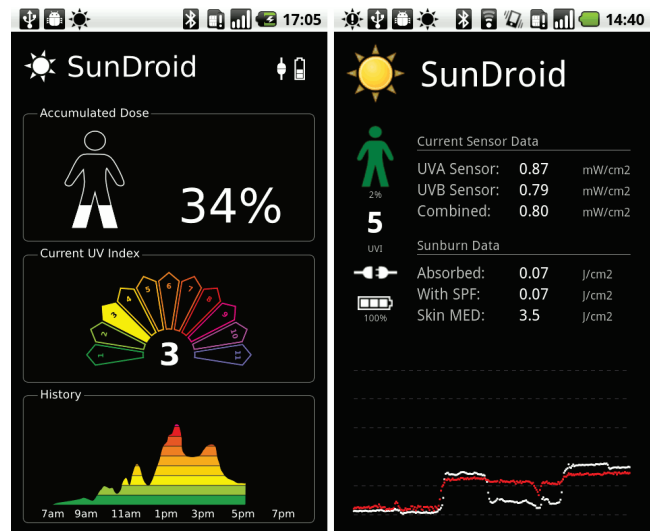 17:05
SunDroid
Accumulated Dose
34%
Current UV Index
1 2 3 4 5 6 7 8 9 10 11
3
History
7am 9am 11am 1pm 3pm 5pm 7pm
14:40
SunDroid
2%
5
UVI
100%
Current Sensor Data
UVA Sensor: 0.87 mW/cm2
UVB Sensor: 0.79 mW/cm2
Combined: 0.80 mW/cm2
Sunburn Data
Absorbed: 0.07 J/cm2
With SPF: 0.07 J/cm2
Skin MED: 3.5 J/cm2